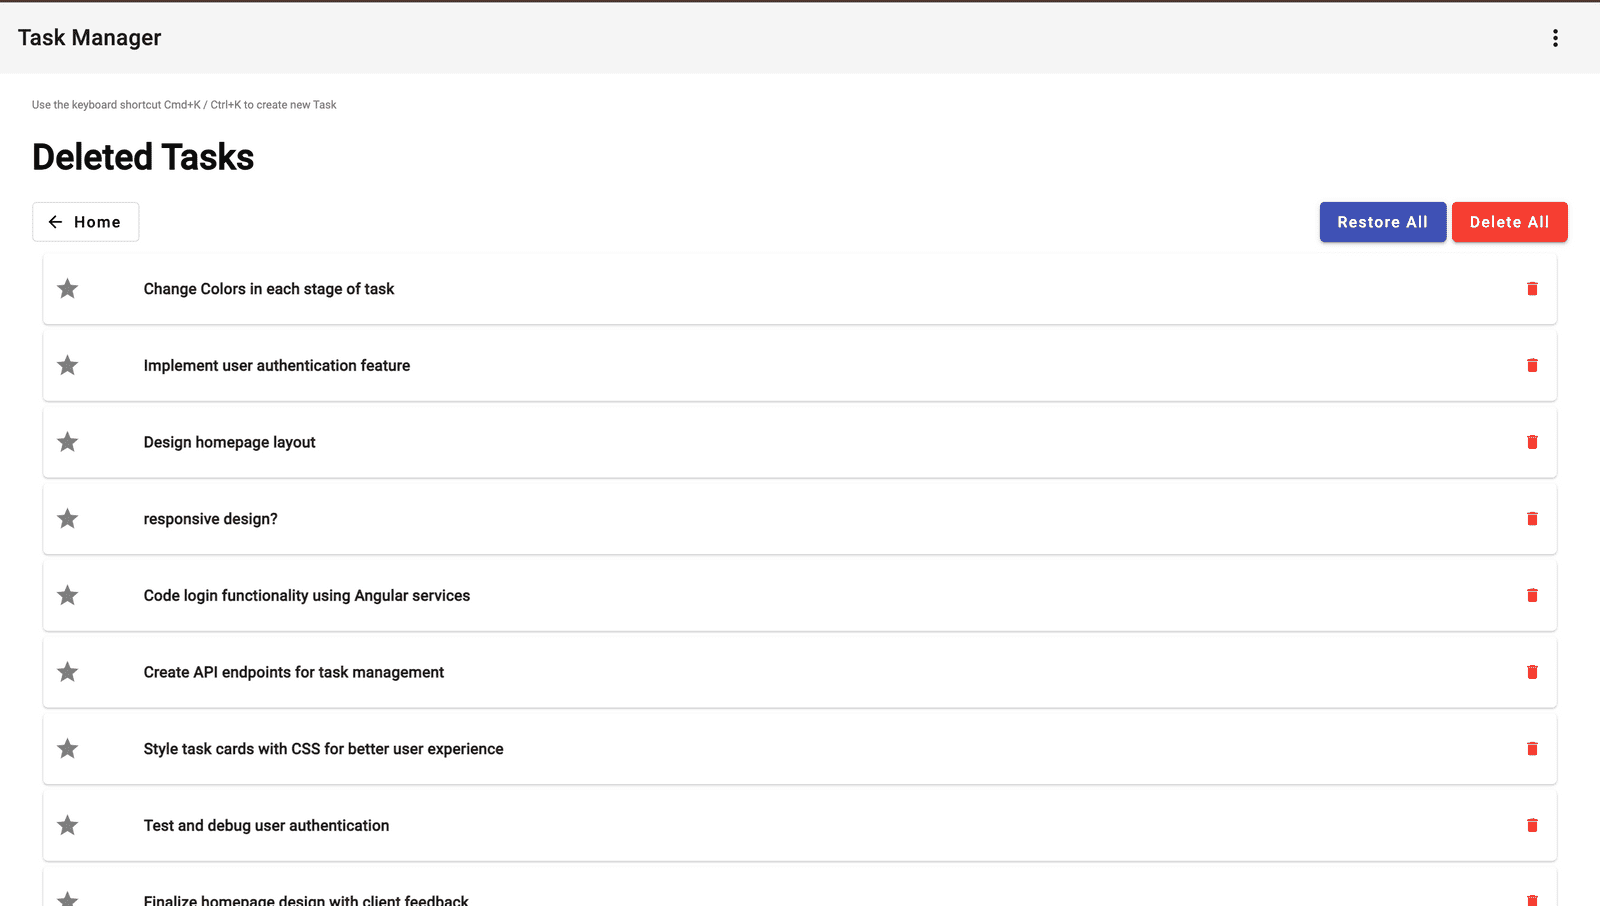 Task Manager
Use the keyboard shortcut Cmd+K / Ctrl+K to create new Task
Deleted Tasks
Home
Restore All
Delete All
Change Colors in each stage of task
Implement user authentication feature
Design homepage layout
responsive design?
Code login functionality using Angular services
Create API endpoints for task management
Style task cards with CSS for better user experience
Test and debug user authentication
Finalize homepage design with client feedback